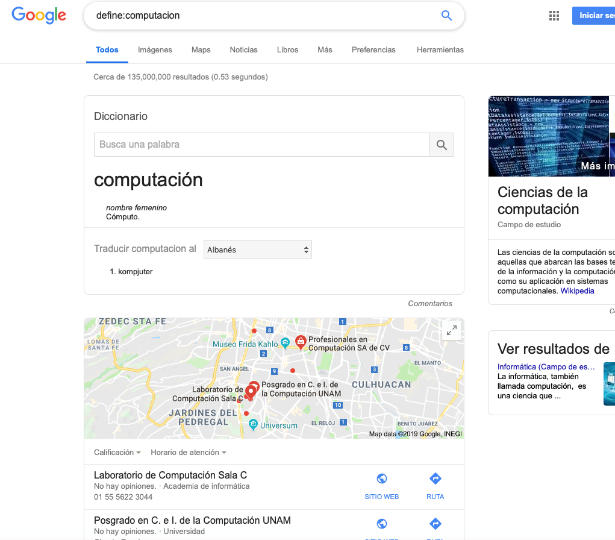 Google
define:computacion
Iniciar se
Todos Imágenes Maps Noticias Libros Más Preferencias Herramientas
Cerca de 135,000,000 resultados (0.53 segundos)
Diccionario
Busca una palabra
computación
nombre femenino
Cómputo.
Traducir computacion al Albanés
1. kompjuter
Comentarios
ZEDEC STA FE
LOMAS DE
SANTA FE
Museo Frida Kahlo
Profesionales en
Computación SA de CV
SAN ANGEL
EL MANTO
Laboratorio de
Computación Sala C
Posgrado en C. e I. de
la Computación UNAM
CULHUACAN
JARDINES DEL
PEDREGAL
Universum
EL RELOJ
BENITO JUÁREZ
Map data ©2019 Google, INEGI
Calificación Horario de atención
Laboratorio de Computación Sala C
No hay opiniones. · Academia de informática
01 55 5622 3044
SITIO WEB RUTA
Posgrado en C. e I. de la Computación UNAM
No hay opiniones. · Universidad
Más im
Ciencias de la
computación
Campo de estudio
Las ciencias de la computación so
aquellas que abarcan las bases te
de la información y la computació
como su aplicación en sistemas
computacionales. Wikipedia
Ver resultados de
Informática (Campo de es...
La informática, también
llamada computación, es
una ciencia que ...